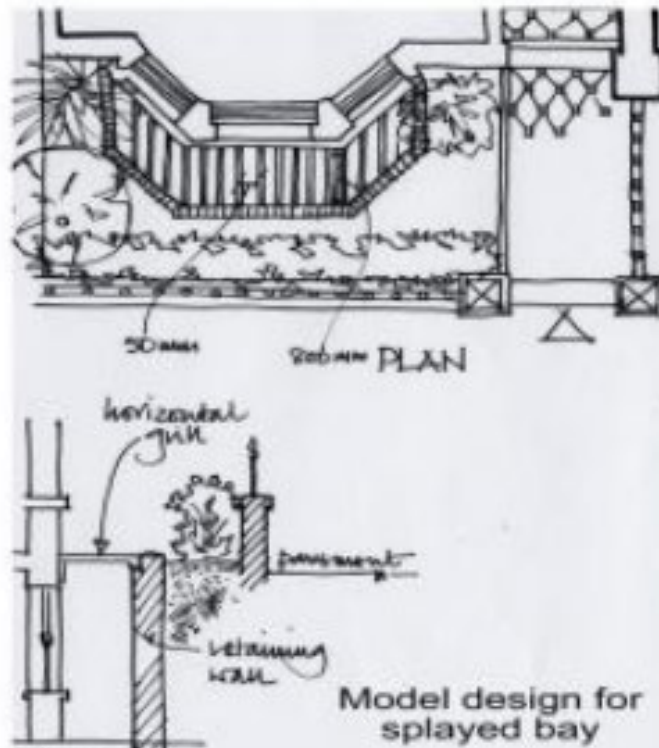 50mm
800mm PLAN
horizontal
grill
pavement
retaining
wall
Model design for
splayed bay